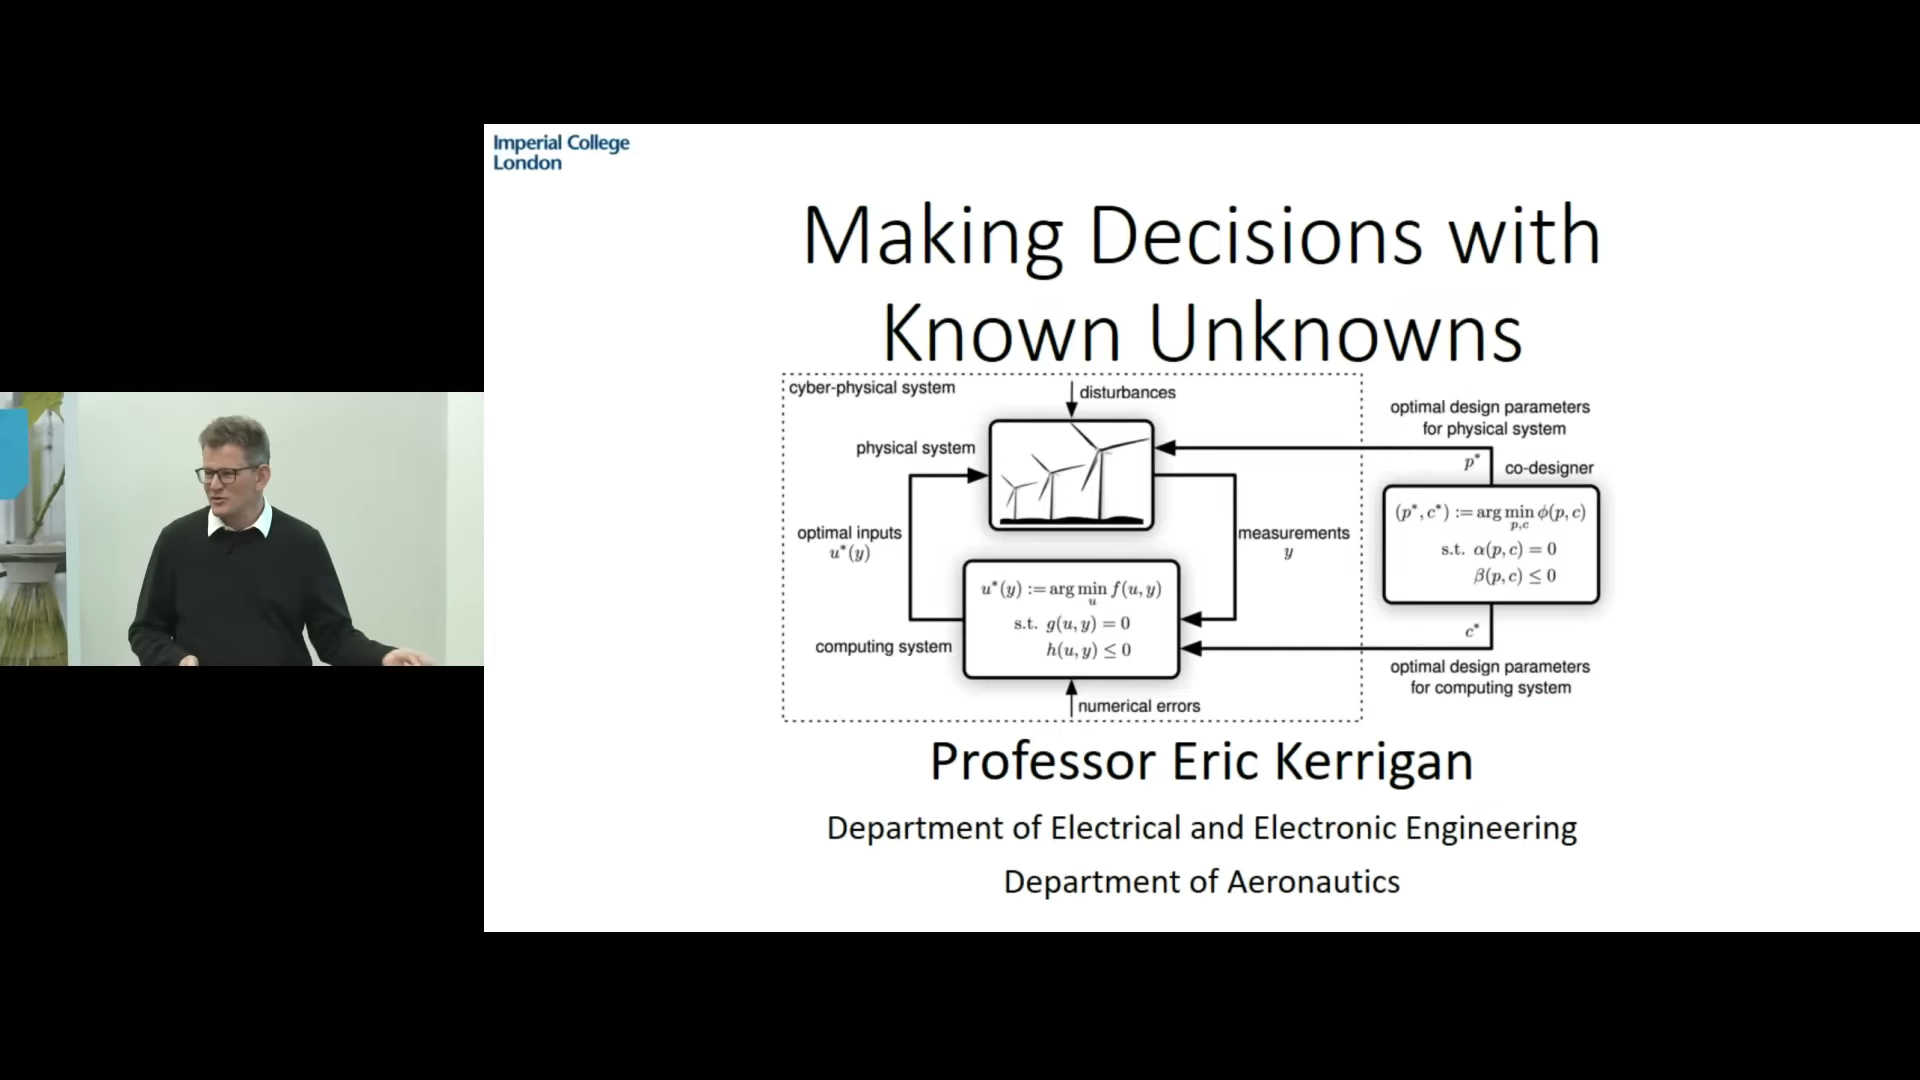 Imperial College
London
Making Decisions with
Known Unknowns
cyber-physical system
disturbances
physical system
optimal inputs
u*(y)
measurements
y
u*(y) := arg min f(u, y)
u
s.t. g(u, y) = 0
h(u, y) ≤ 0
computing system
numerical errors
optimal design parameters
for physical system
p*
co-designer
(p*, c*) := arg min ϕ(p, c)
p,c
s.t. α(p, c) = 0
β(p, c) ≤ 0
c*
optimal design parameters
for computing system
Professor Eric Kerrigan
Department of Electrical and Electronic Engineering
Department of Aeronautics